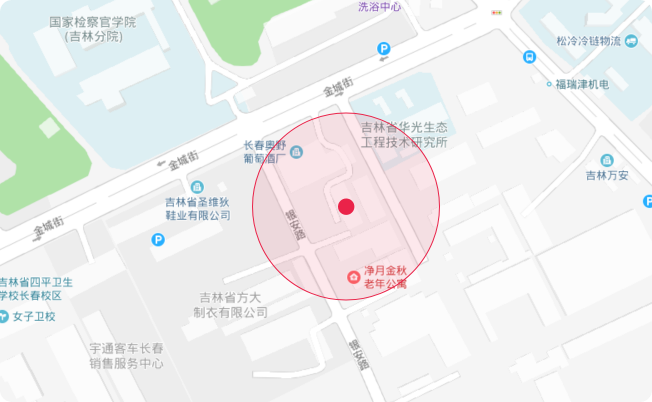 洗浴中心
国家检察官学院
(吉林分院)
P
松冷冷链物流
福瑞津机电
金城街
吉林省华光生态
工程技术研究所
长春奥野
葡萄酒厂
金城街
吉林万安
吉林省圣维狄
鞋业有限公司
P
金城街
银安路
P
净月金秋
老年公寓
吉林省四平卫生
学校长春校区
吉林省方大
制衣有限公司
女子卫校
宇通客车长春
销售服务中心
银安路